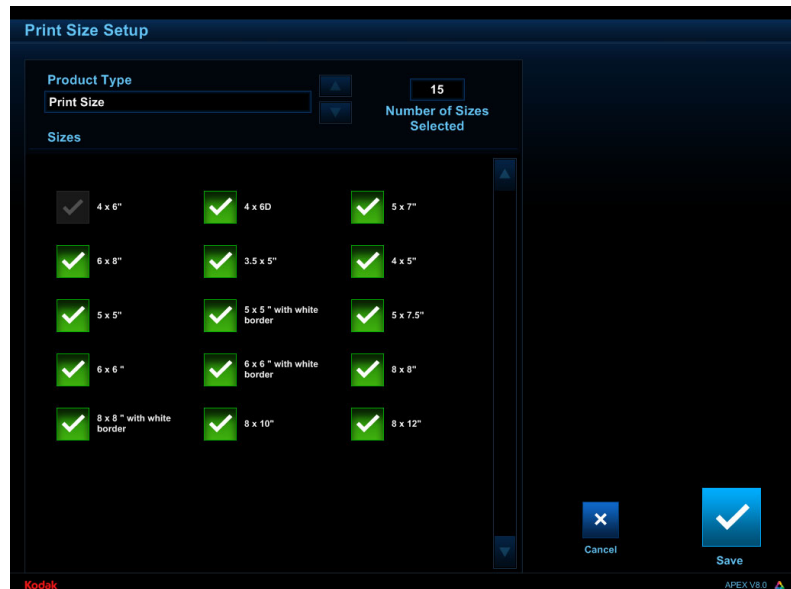 Print Size Setup
Product Type
Print Size
15
Number of Sizes
Selected
Sizes
4 x 6"
4 x 6D
5 x 7"
6 x 8"
3.5 x 5"
4 x 5"
5 x 5"
5 x 5 " with white
border
5 x 7.5"
6 x 6 "
6 x 6 " with white
border
8 x 8"
8 x 8 " with white
border
8 x 10"
8 x 12"
Cancel
Save
Kodak
APEX V8.0